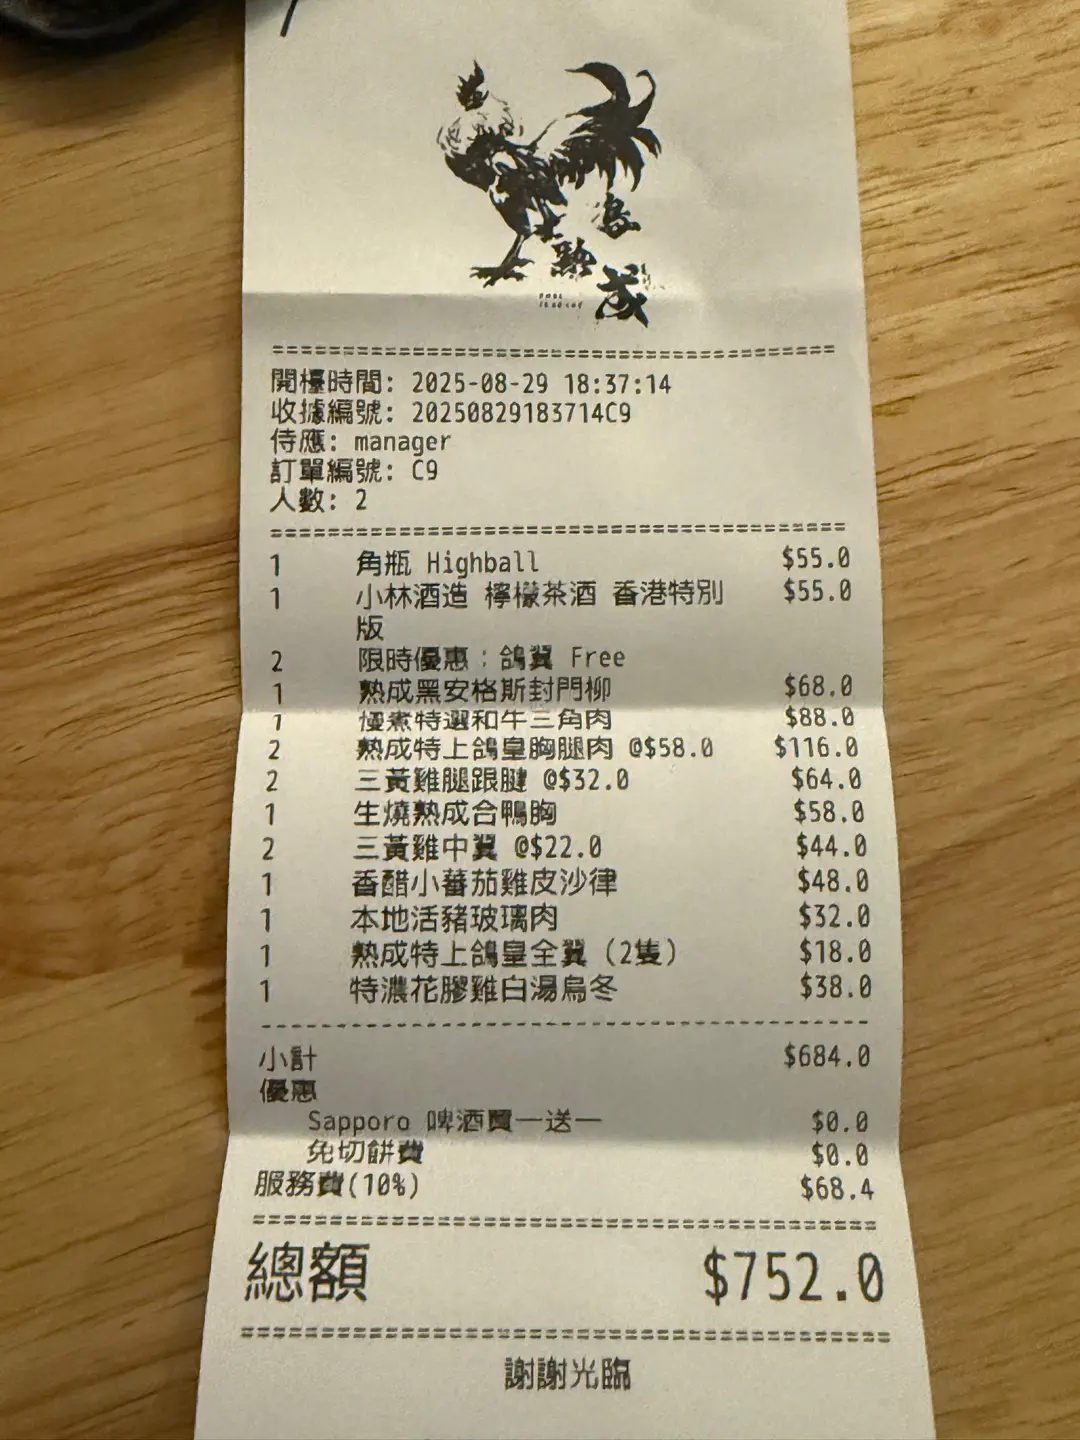 熟成
開檯時間: 2025-08-29 18:37:14
收據編號: 20250829183714C9
侍應: manager
訂單編號: C9
人數: 2
1 角瓶 Highball $55.0
1 小林酒造 檸檬茶酒 香港特別 $55.0
版
2 限時優惠：鴿翼 Free
1 熟成黑安格斯封門柳 $68.0
1 慢煮特選和牛三角肉 $88.0
2 熟成特上鴿皇胸腿肉 @$58.0 $116.0
2 三黃雞腿跟腱 @$32.0 $64.0
1 生燒熟成合鴨胸 $58.0
2 三黃雞中翼 @$22.0 $44.0
1 香醋小蕃茄雞皮沙律 $48.0
1 本地活豬玻璃肉 $32.0
1 熟成特上鴿皇全翼 (2隻) $18.0
1 特濃花膠雞白湯烏冬 $38.0
小計 $684.0
優惠
Sapporo 啤酒買一送一 $0.0
免切餅費 $0.0
服務費(10%) $68.4
總額 $752.0
謝謝光臨